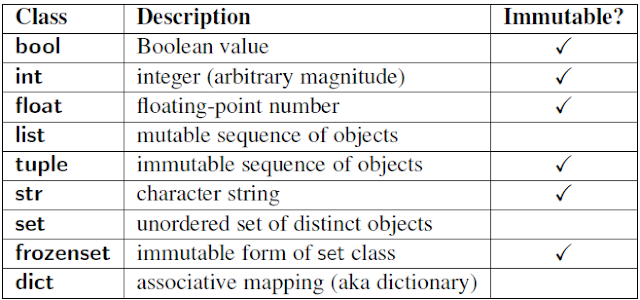 Class Description Immutable?
bool Boolean value ✓
int integer (arbitrary magnitude) ✓
float floating-point number ✓
list mutable sequence of objects
tuple immutable sequence of objects ✓
str character string ✓
set unordered set of distinct objects
frozenset immutable form of set class ✓
dict associative mapping (aka dictionary)